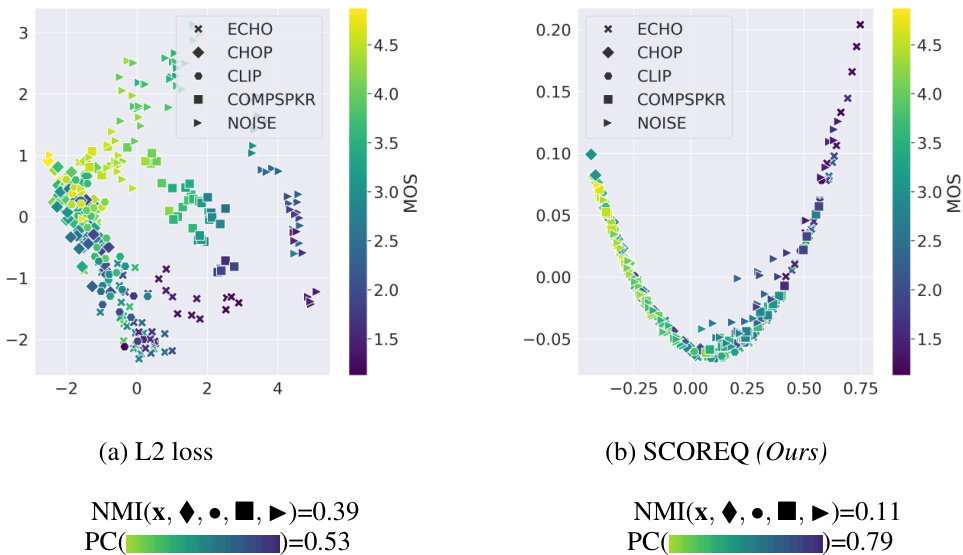 3
2
1
0
−1
−2
−2 0 2 4
ECHO
CHOP
CLIP
COMPSPKR
NOISE
4.5
4.0
3.5
3.0
2.5
2.0
1.5
MOS
0.20
0.15
0.10
0.05
0.00
−0.05
−0.25 0.00 0.25 0.50 0.75
ECHO
CHOP
CLIP
COMPSPKR
NOISE
4.5
4.0
3.5
3.0
2.5
2.0
1.5
MOS
(a) L2 loss
(b) SCOREQ (Ours)
NMI(x, ♦, ●, ■, ▶)=0.39
PC( )=0.53
NMI(x, ♦, ●, ■, ▶)=0.11
PC( )=0.79